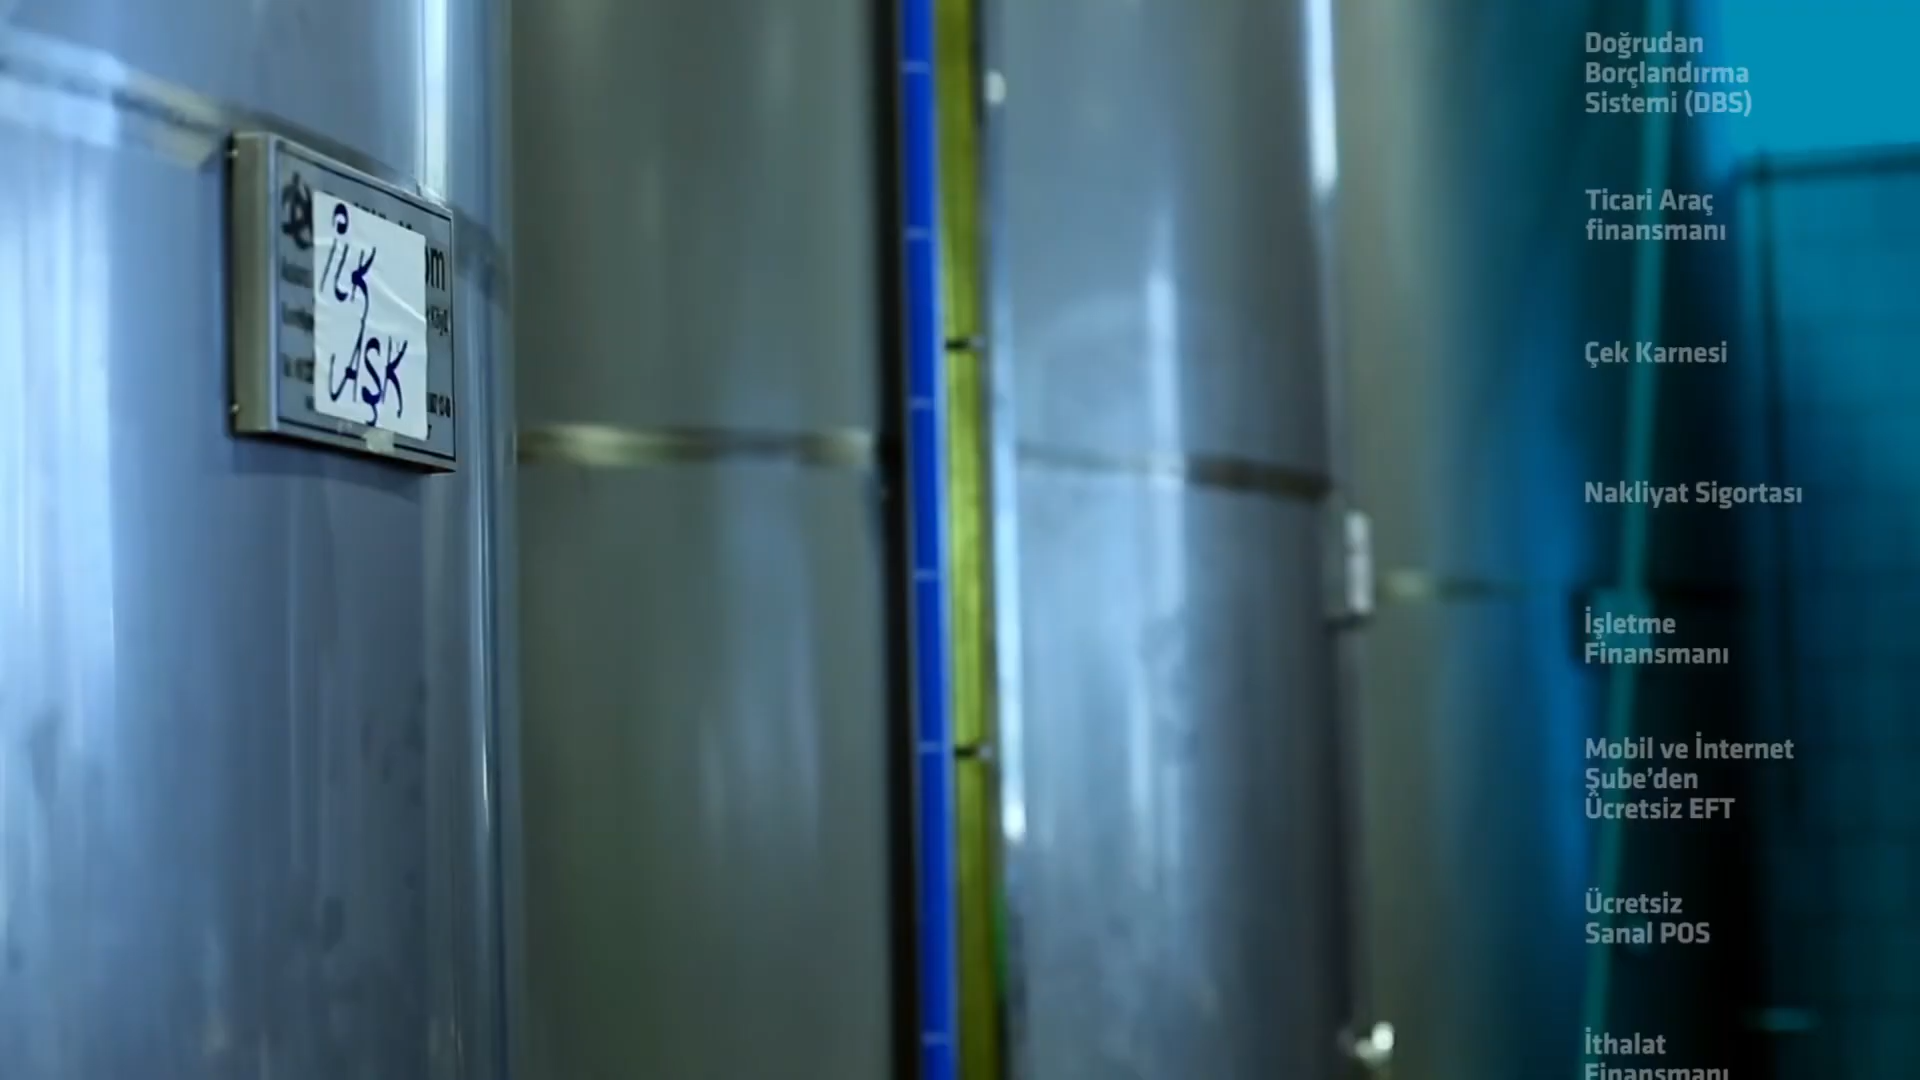 İLK
AŞK
Doğrudan
Borçlandırma
Sistemi (DBS)
Ticari Araç
finansmanı
Çek Karnesi
Nakliyat Sigortası
İşletme
Finansmanı
Mobil ve İnternet
Şube'den
Ücretsiz EFT
Ücretsiz
Sanal POS
İthalat
Finansmanı